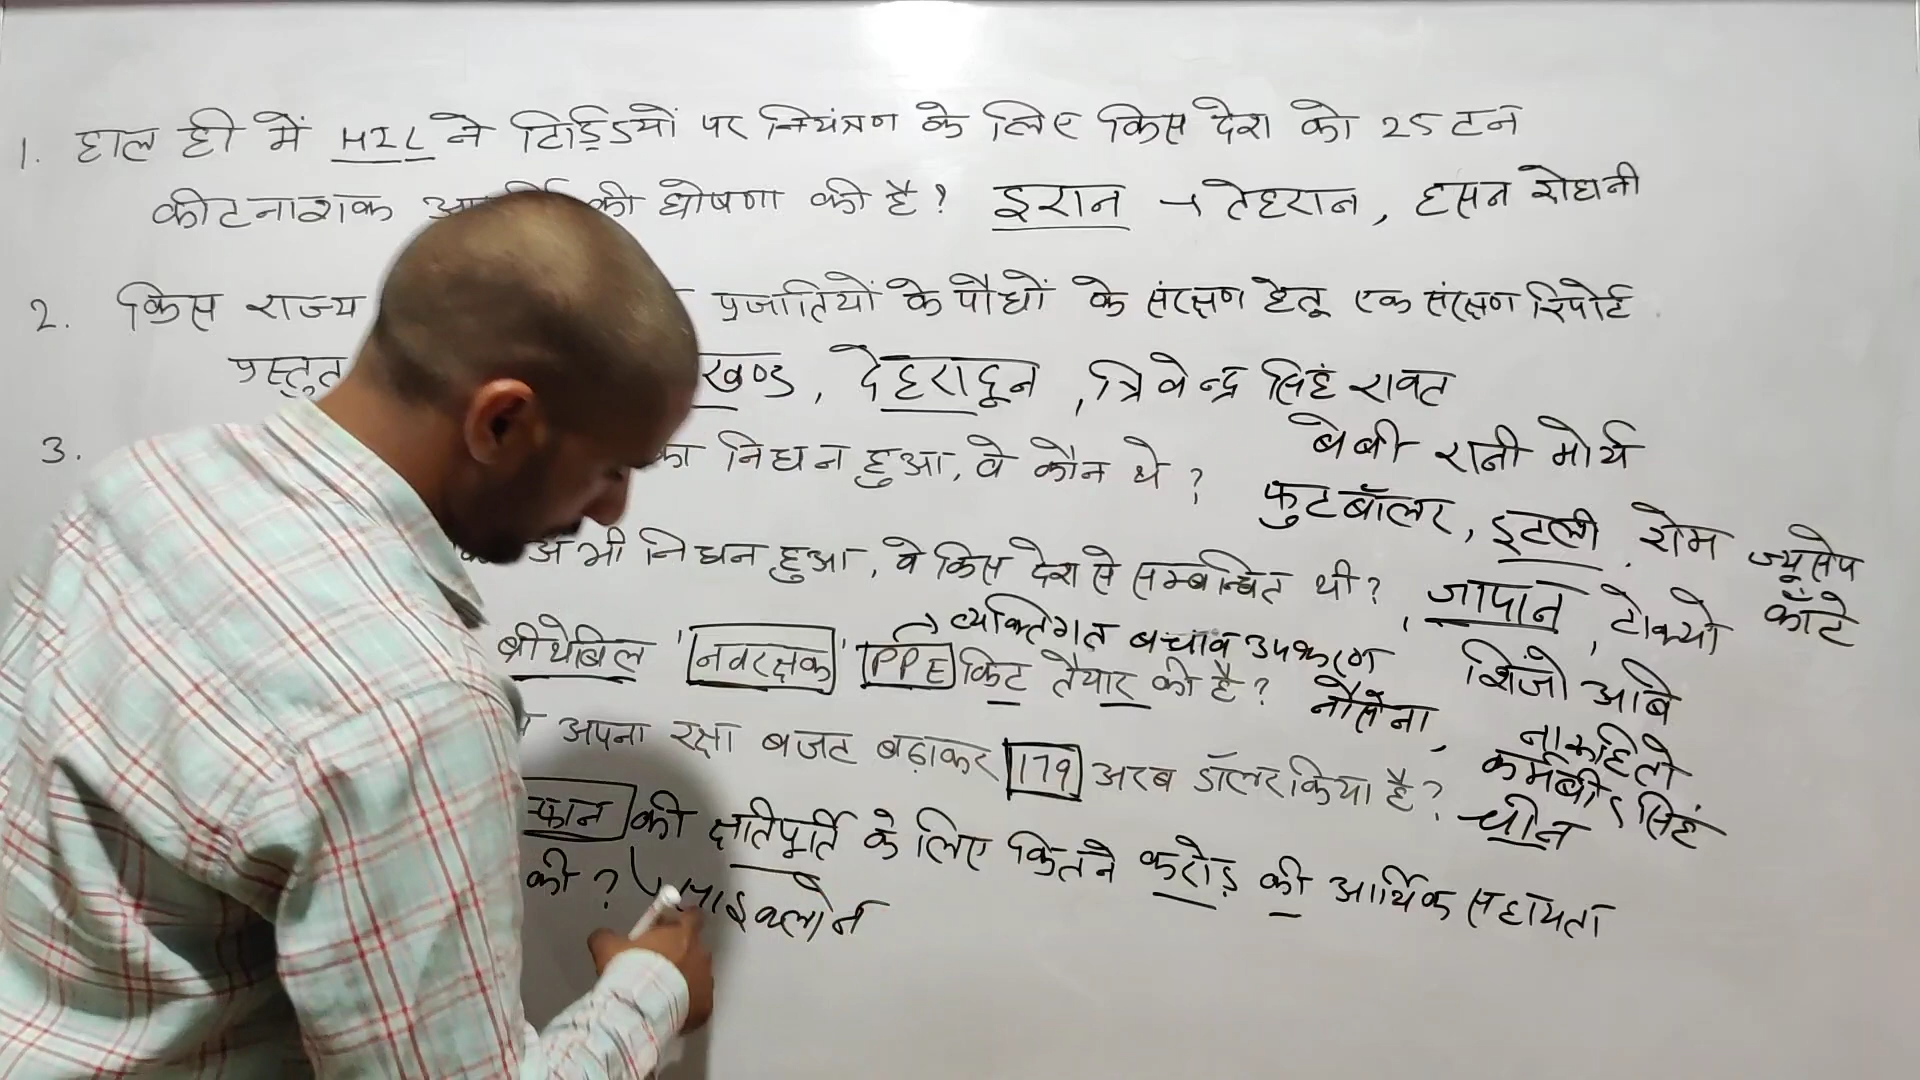 1. हाल ही में HIL ने टिड्डियों पर नियंत्रण के लिए किस देश को 25 टन
कीटनाशक की घोषणा की है? इरान → तेहरान, हसन रोहानी
2. किस राज्य प्रजातियों के पौधों के संरक्षण हेतू एक संरक्षण रिपोर्ट
प्रस्तुत खण्ड, देहरादून, त्रिवेन्द्र सिहं रावत
बेबी रानी मोर्य
3. का निधन हुआ, वे कौन थे? फुटबॉलर, इटली, रोम ज्यूसेप
कॉंटे
अभी निधन हुआ, वे किस देश से सम्बन्धित थी? जापान, टोक्यो
शिंजो आबे
नारूहितो
→ व्यक्तिगत बचाव उपकरण
ब्रीथेबिल 'नवरक्षक' PPE किट तैयार की है? नौसेना,
कर्मबीर सिहं
अपना रक्षा बजट बढ़ाकर 179 अरब डॉलर किया है? चीन
की क्षतिपूर्ति के लिए कितने करोड़ की आर्थिक सहायता
की? साइक्लोन